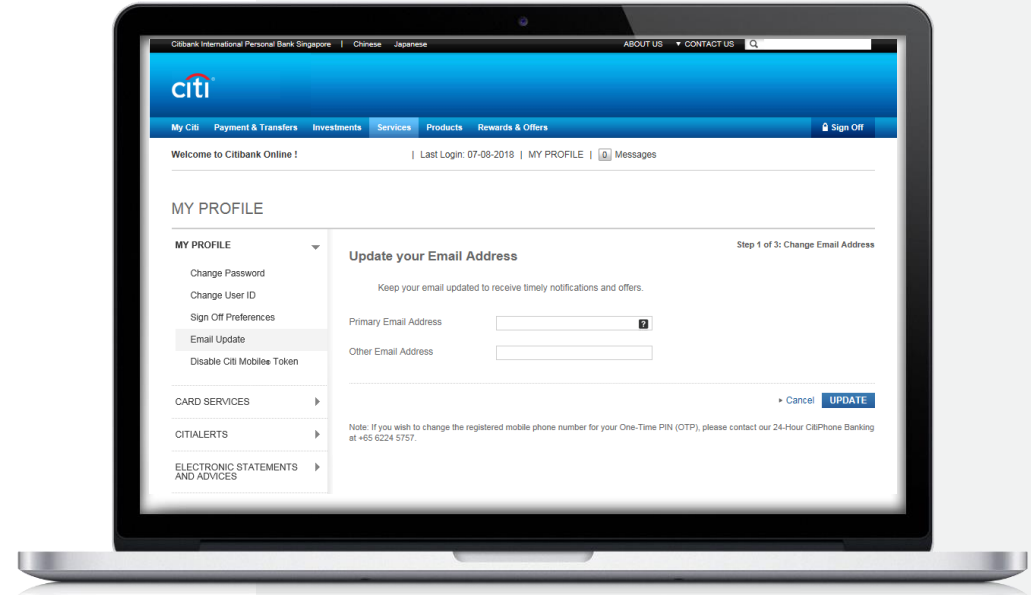 Citibank International Personal Bank Singapore | Chinese Japanese ABOUT US ▼ CONTACT US
citi
My Citi Payment & Transfers Investments Services Products Rewards & Offers Sign Off
Welcome to Citibank Online ! | Last Login: 07-08-2018 | MY PROFILE | 0 Messages
MY PROFILE
MY PROFILE
Change Password
Change User ID
Sign Off Preferences
Email Update
Disable Citi Mobile® Token
CARD SERVICES
CITIALERTS
ELECTRONIC STATEMENTS
AND ADVICES
Step 1 of 3: Change Email Address
Update your Email Address
Keep your email updated to receive timely notifications and offers.
Primary Email Address ?
Other Email Address
Cancel UPDATE
Note: If you wish to change the registered mobile phone number for your One-Time PIN (OTP), please contact our 24-Hour CitiPhone Banking
at +65 6224 5757.